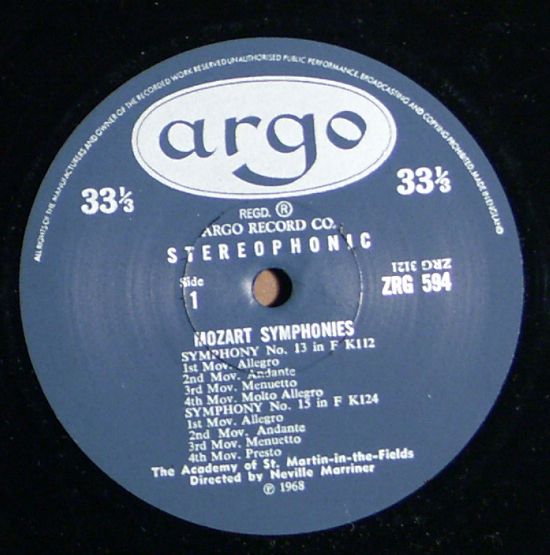 ALL RIGHTS OF THE MANUFACTURERS AND OWNER OF THE RECORDED WORK RESERVED UNAUTHORISED PUBLIC PERFORMANCE, BROADCASTING AND COPYING PROHIBITED. MADE IN ENGLAND
argo
33⅓
33⅓
REGD. ®
ARGO RECORD CO.
STEREOPHONIC
Side
1
ZRG 3121
ZRG 594
MOZART SYMPHONIES
SYMPHONY No. 13 in F K112
1st Mov. Allegro
2nd Mov. Andante
3rd Mov. Menuetto
4th Mov. Molto Allegro
SYMPHONY No. 15 in F K124
1st Mov. Allegro
2nd Mov. Andante
3rd Mov. Menuetto
4th Mov. Presto
The Academy of St. Martin-in-the-Fields
Directed by Neville Marriner
℗ 1968